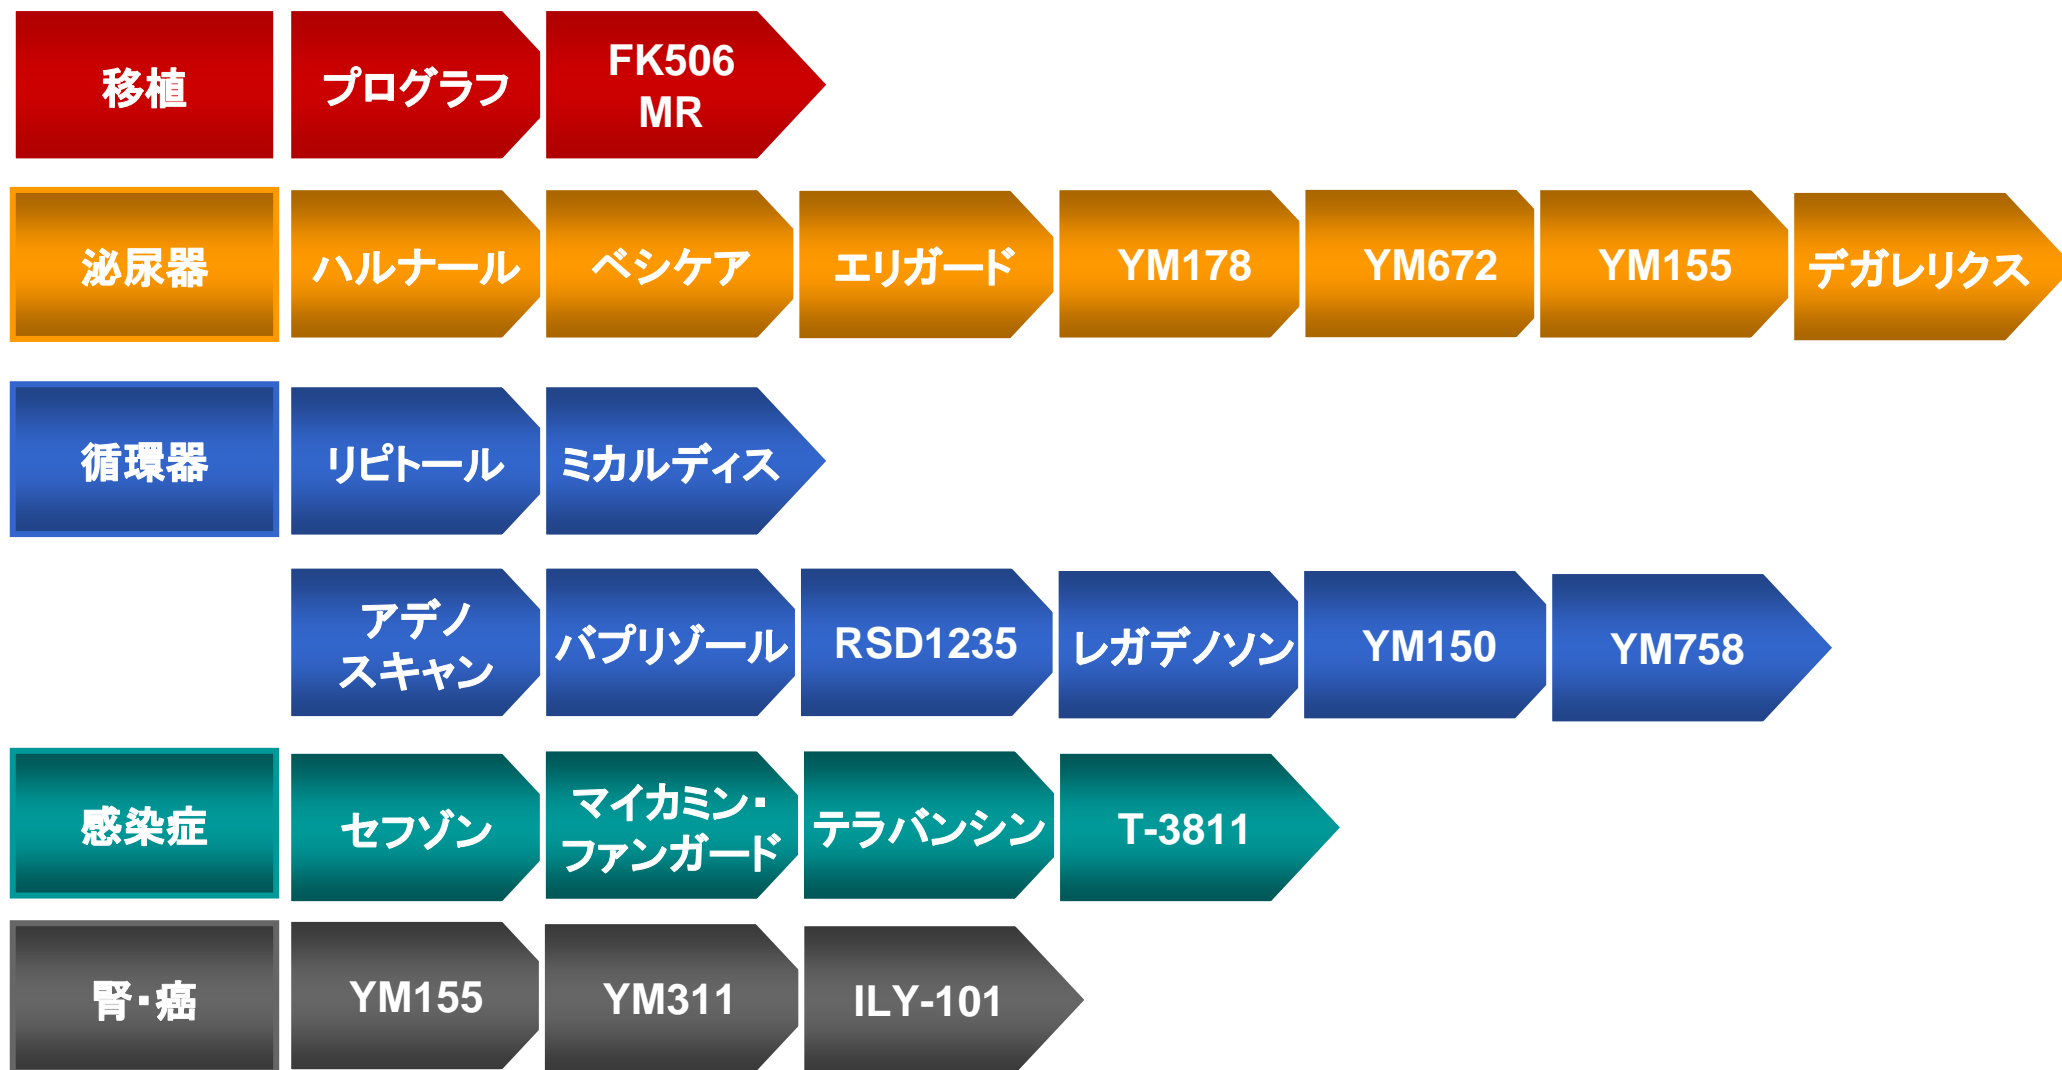 移植
プログラフ
FK506
MR
泌尿器
ハルナール
ベシケア
エリガード
YM178
YM672
YM155
デガレリクス
循環器
リピトール
ミカルディス
アデノ
スキャン
バプリゾール
RSD1235
レガデノソン
YM150
YM758
感染症
セフゾン
マイカミン・
ファンガード
テラバンシン
T-3811
腎・癌
YM155
YM311
ILY-101